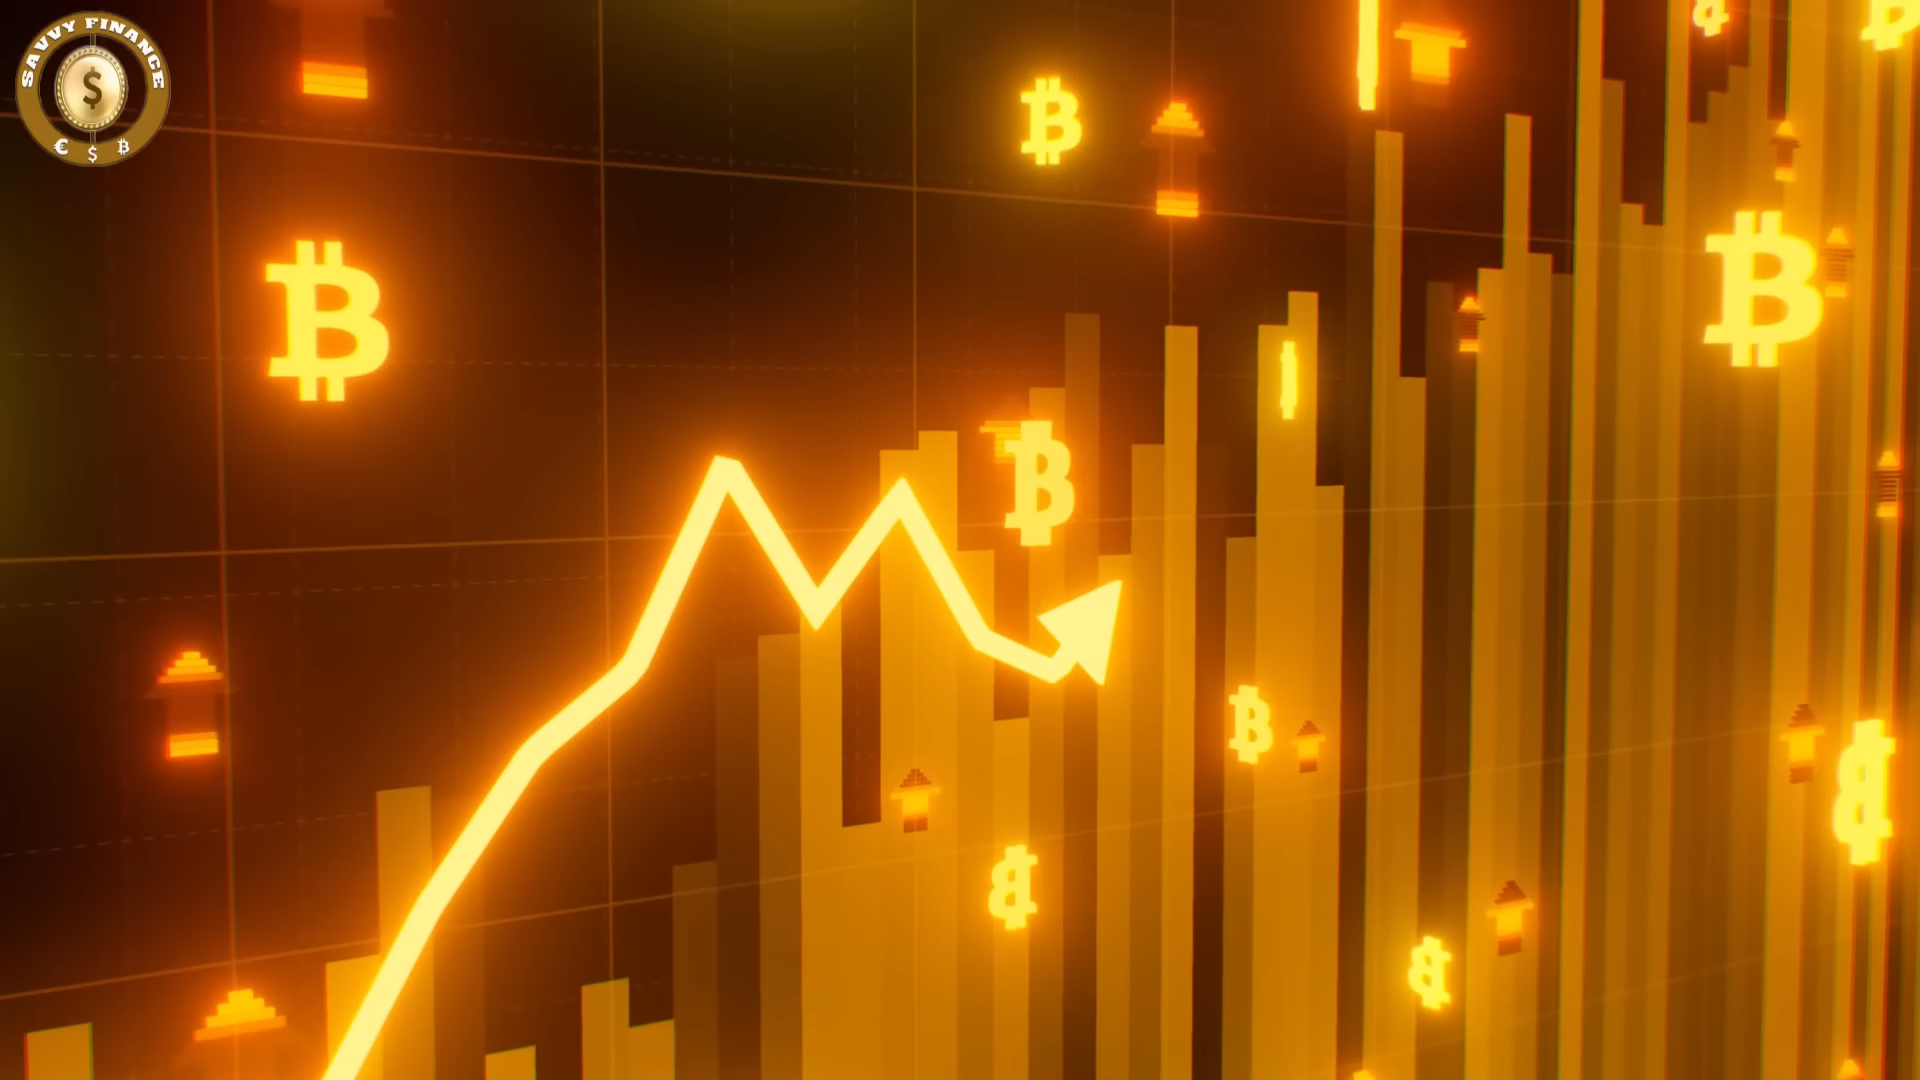 SAVVY FINANCE
$
€ $ ₿